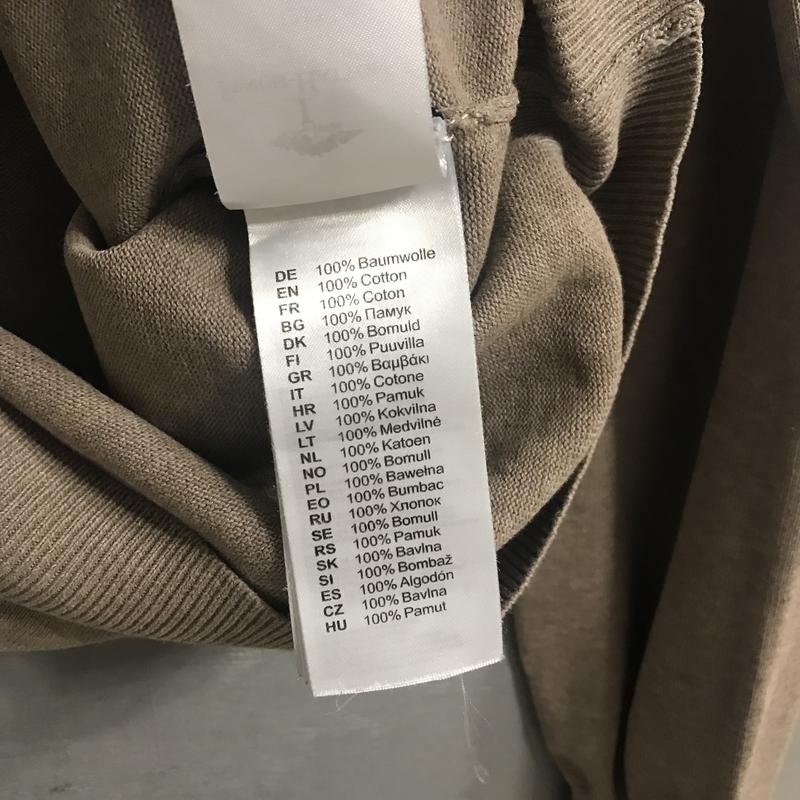 DE 100% Baumwolle
EN 100% Cotton
FR 100% Coton
BG 100% Памук
DK 100% Bomuld
FI 100% Puuvilla
GR 100% Βαμβάκι
IT 100% Cotone
HR 100% Pamuk
LV 100% Kokvilna
LT 100% Medvilnė
NL 100% Katoen
NO 100% Bomull
PL 100% Bawełna
EO 100% Bumbac
RU 100% Хлопок
SE 100% Bomull
RS 100% Pamuk
SK 100% Bavlna
SI 100% Bombaž
ES 100% Algodón
CZ 100% Bavlna
HU 100% Pamut